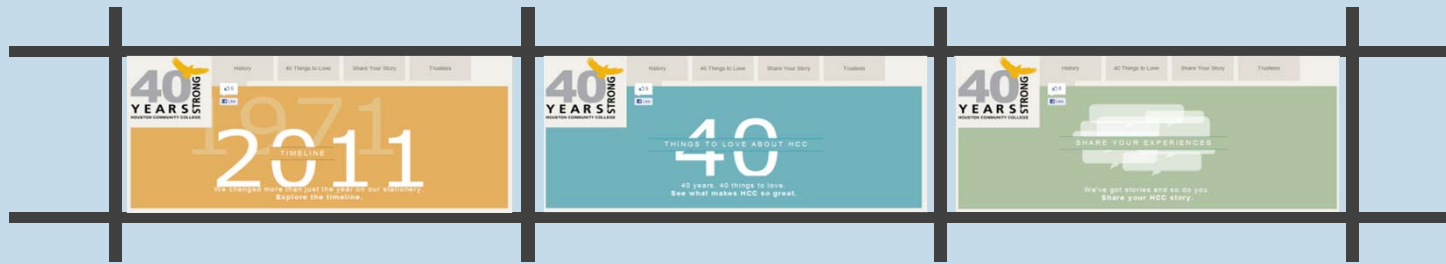 40
YEARS
STRONG
HOUSTON COMMUNITY COLLEGE
History
40 Things to Love
Share Your Story
Trustees
6
Like
1971
2011
TIMELINE
We changed more than just the year on our stationery.
Explore the timeline.
40
YEARS
STRONG
HOUSTON COMMUNITY COLLEGE
History
40 Things to Love
Share Your Story
Trustees
Like
40
THINGS TO LOVE ABOUT HCC
40 years, 40 things to love.
See what makes HCC so great.
40
YEARS
STRONG
HOUSTON COMMUNITY COLLEGE
History
40 Things to Love
Share Your Story
Trustees
Like
SHARE YOUR EXPERIENCES
We've got stories and so do you.
Share your HCC story.